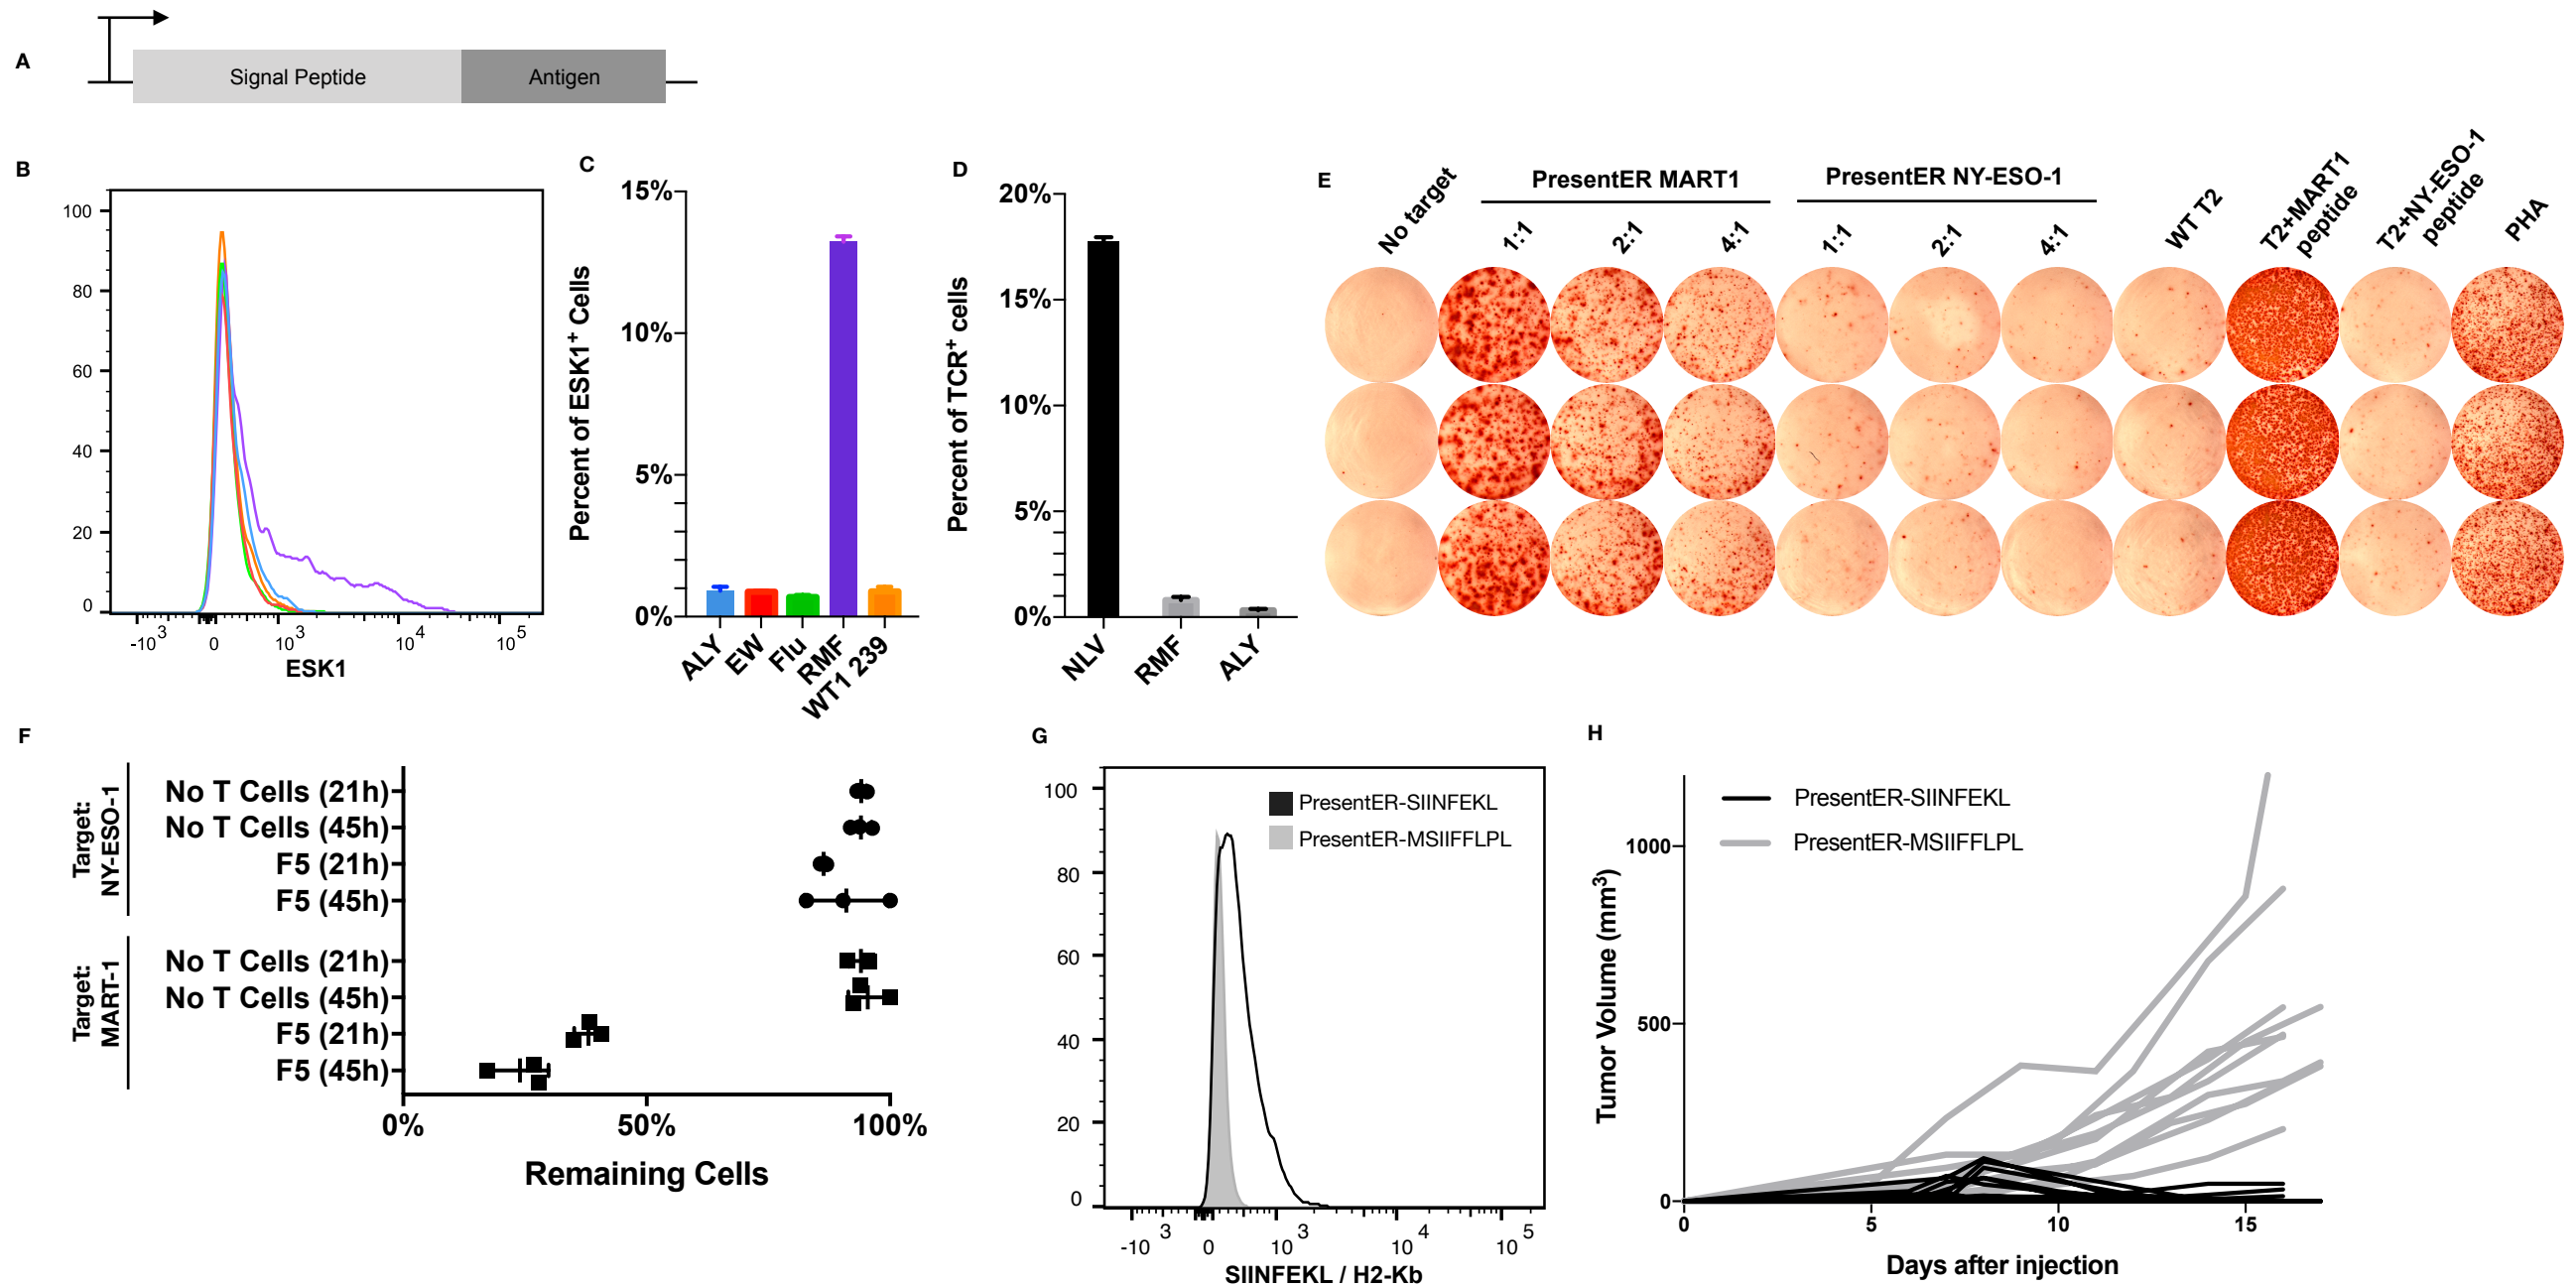 A
Signal Peptide
Antigen
B
100
80
60
40
20
0
-10 3
0
10 3
10 4
10 5
ESK1
C
Percent of ESK1+ Cells
15%
10%
5%
0%
ALY
EW
Flu
RMF
WT1 239
D
Percent of TCR+ cells
20%
15%
10%
5%
0%
NLV
RMF
ALY
E
No target
PresentER MART1
1:1
2:1
4:1
PresentER NY-ESO-1
1:1
2:1
4:1
WT T2
T2+MART1
peptide
T2+NY-ESO-1
peptide
PHA
F
Target:
NY-ESO-1
No T Cells (21h)
No T Cells (45h)
F5 (21h)
F5 (45h)
Target:
MART-1
No T Cells (21h)
No T Cells (45h)
F5 (21h)
F5 (45h)
0%
50%
100%
Remaining Cells
G
PresentER-SIINFEKL
PresentER-MSIIFFLPL
100
80
60
40
20
0
-10 3
0
10 3
10 4
10 5
SIINFEKL / H2-Kb
H
PresentER-SIINFEKL
PresentER-MSIIFFLPL
Tumor Volume (mm3)
1000
500
0
0
5
10
15
Days after injection